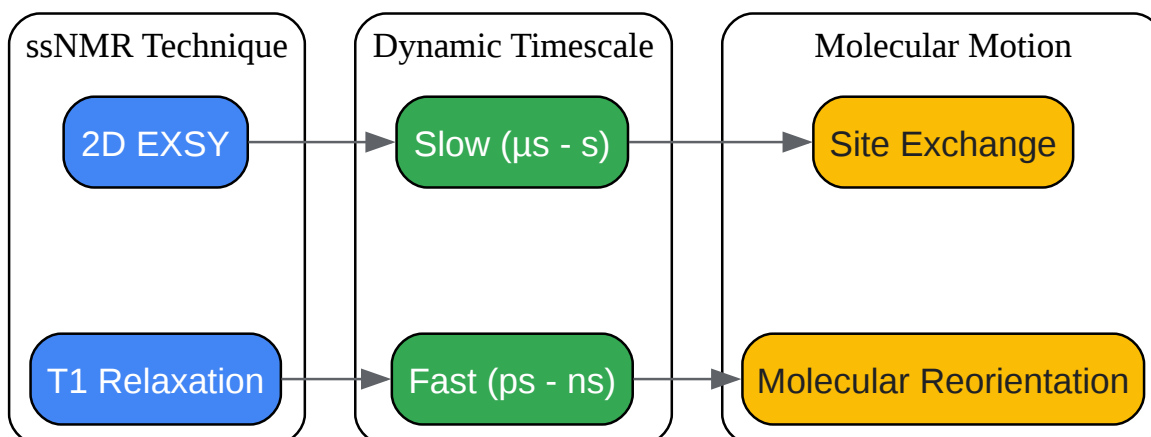 ssNMR Technique
Dynamic Timescale
Molecular Motion
2D EXSY
Slow (µs - s)
Site Exchange
T1 Relaxation
Fast (ps - ns)
Molecular Reorientation